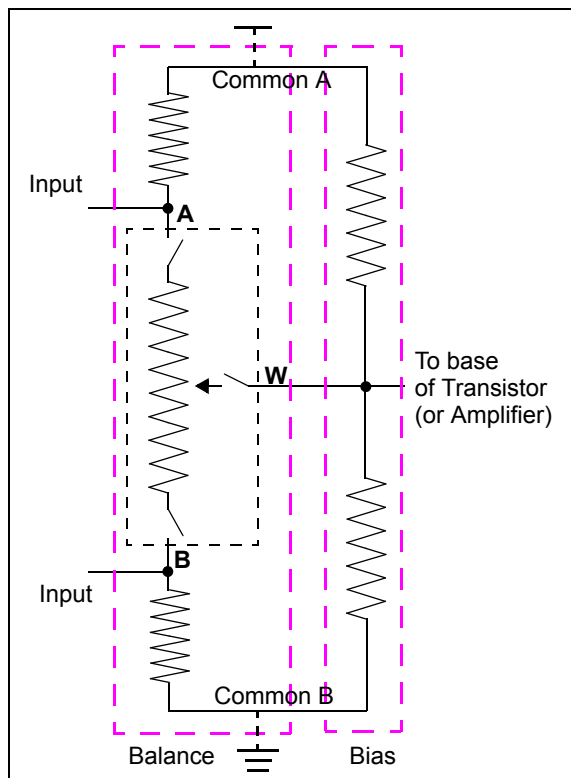 Common A
Input
A
W
To base
of Transistor
(or Amplifier)
B
Input
Common B
Balance
Bias